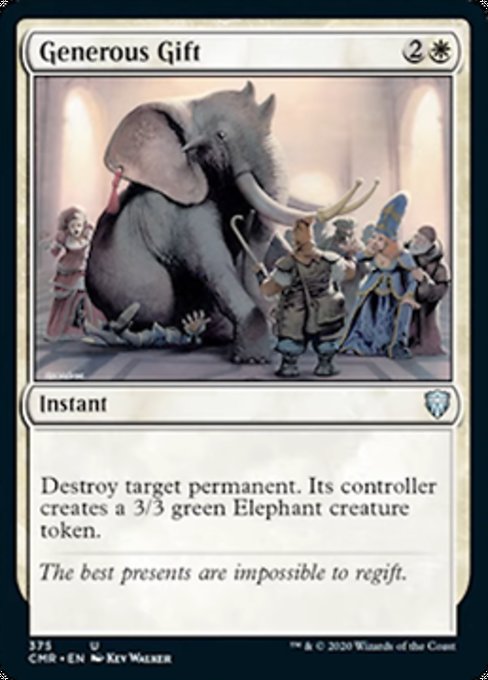 Generous Gift 2
Instant
Destroy target permanent. Its controller
creates a 3/3 green Elephant creature
token.
The best presents are impossible to regift.
375 U
™ & © 2020 Wizards of the Coast
CMR • EN Kev Walker